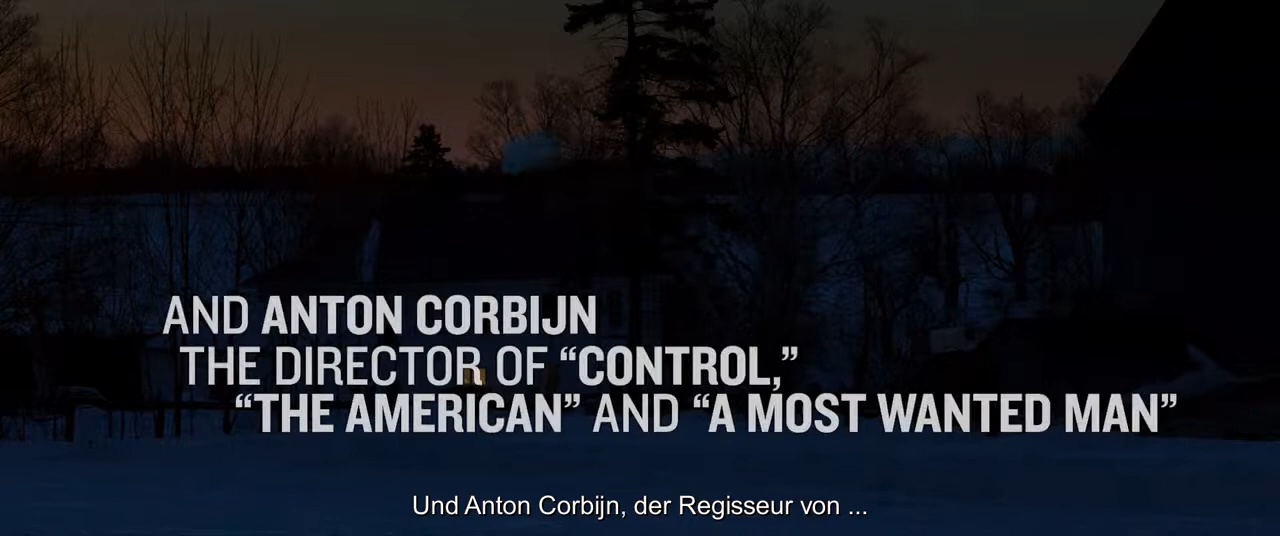 AND ANTON CORBIJN
THE DIRECTOR OF “CONTROL,”
“THE AMERICAN” AND “A MOST WANTED MAN”
Und Anton Corbijn, der Regisseur von ...